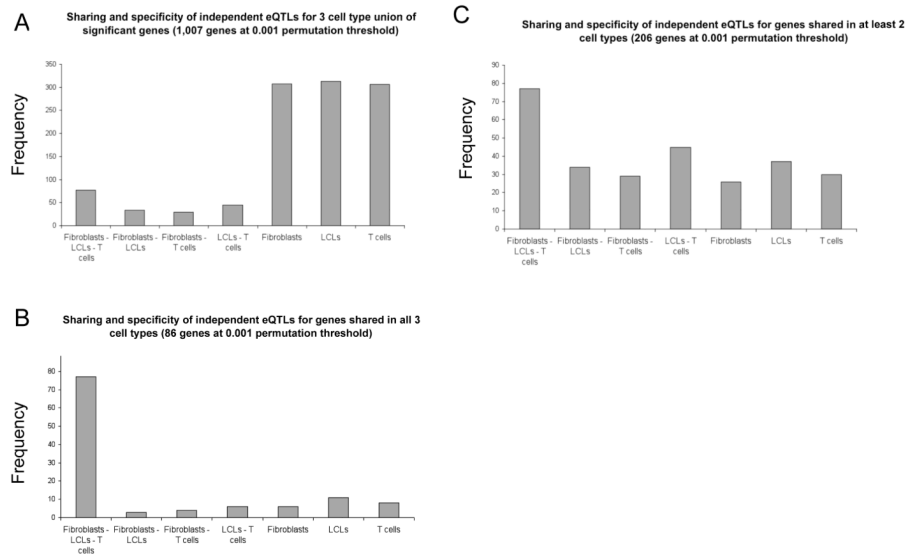 A
Sharing and specificity of independent eQTLs for 3 cell type union of
significant genes (1,007 genes at 0.001 permutation threshold)
Frequency
350
300
250
200
150
100
50
0
Fibroblasts -
LCLs - T
cells
Fibroblasts -
LCLs
Fibroblasts -
T cells
LCLs - T
cells
Fibroblasts
LCLs
T cells
B
Sharing and specificity of independent eQTLs for genes shared in all 3
cell types (86 genes at 0.001 permutation threshold)
Frequency
80
70
60
50
40
30
20
10
0
Fibroblasts -
LCLs - T
cells
Fibroblasts -
LCLs
Fibroblasts -
T cells
LCLs - T
cells
Fibroblasts
LCLs
T cells
C
Sharing and specificity of independent eQTLs for genes shared in at least 2
cell types (206 genes at 0.001 permutation threshold)
Frequency
90
80
70
60
50
40
30
20
10
0
Fibroblasts -
LCLs - T
cells
Fibroblasts -
LCLs
Fibroblasts -
T cells
LCLs - T
cells
Fibroblasts
LCLs
T cells